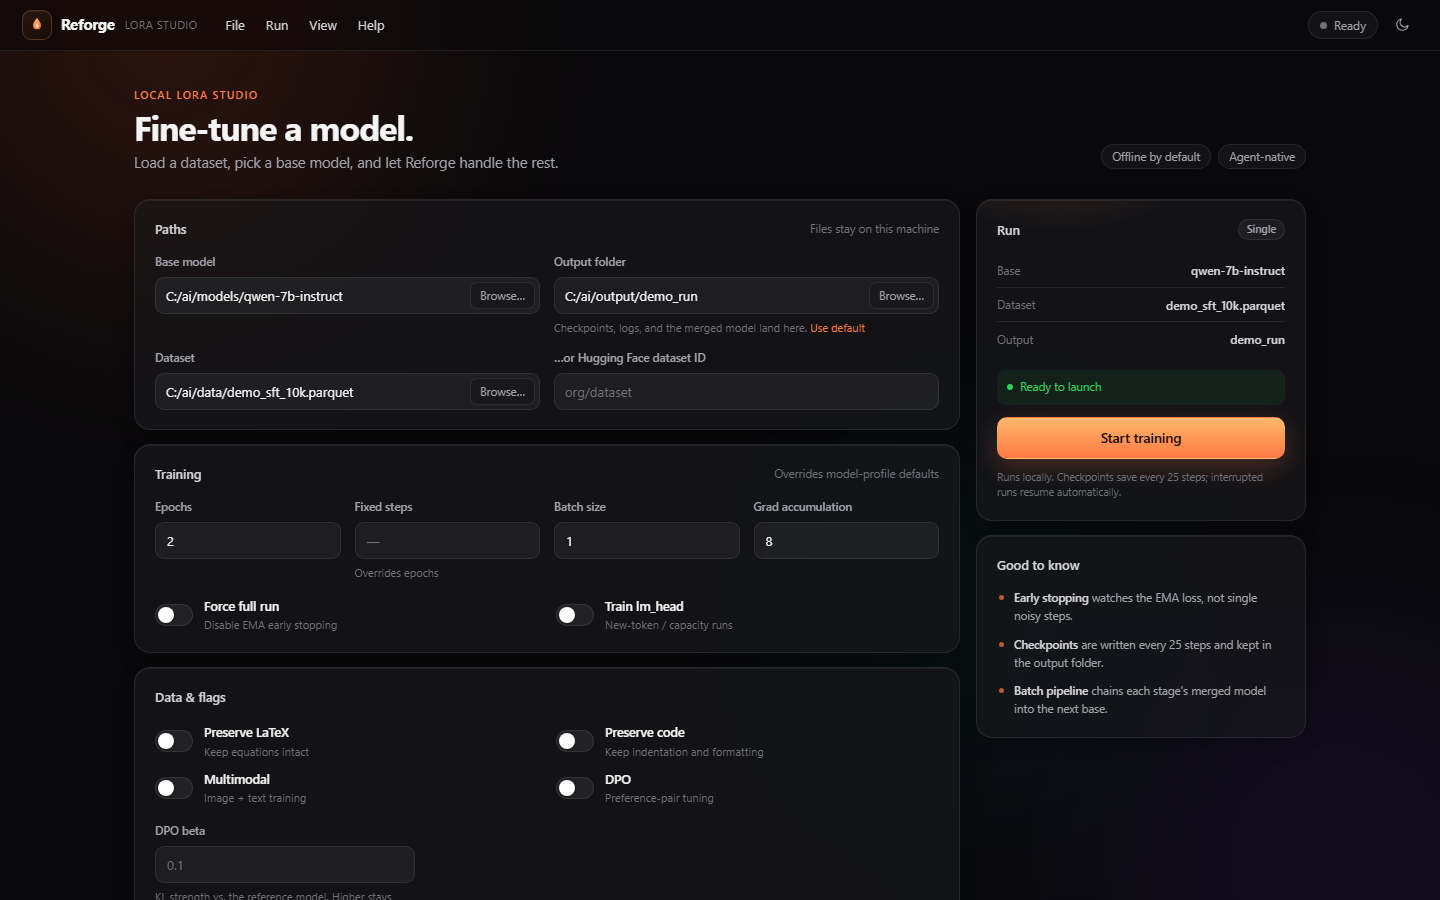 Reforge LORA STUDIO File Run View Help Ready
LOCAL LORA STUDIO
Fine-tune a model.
Load a dataset, pick a base model, and let Reforge handle the rest.
Offline by default Agent-native
Paths Files stay on this machine
Base model Output folder
C:/ai/models/qwen-7b-instruct Browse... C:/ai/output/demo_run Browse...
Checkpoints, logs, and the merged model land here. Use default
Dataset ...or Hugging Face dataset ID
C:/ai/data/demo_sft_10k.parquet Browse... org/dataset
Training Overrides model-profile defaults
Epochs Fixed steps Batch size Grad accumulation
2 — 1 8
Overrides epochs
Force full run Train lm_head
Disable EMA early stopping New-token / capacity runs
Data & flags
Preserve LaTeX Preserve code
Keep equations intact Keep indentation and formatting
Multimodal DPO
Image + text training Preference-pair tuning
DPO beta
0.1
KL strength vs. the reference model. Higher stays
Run Single
Base qwen-7b-instruct
Dataset demo_sft_10k.parquet
Output demo_run
Ready to launch
Start training
Runs locally. Checkpoints save every 25 steps; interrupted
runs resume automatically.
Good to know
Early stopping watches the EMA loss, not single
noisy steps.
Checkpoints are written every 25 steps and kept in
the output folder.
Batch pipeline chains each stage's merged model
into the next base.